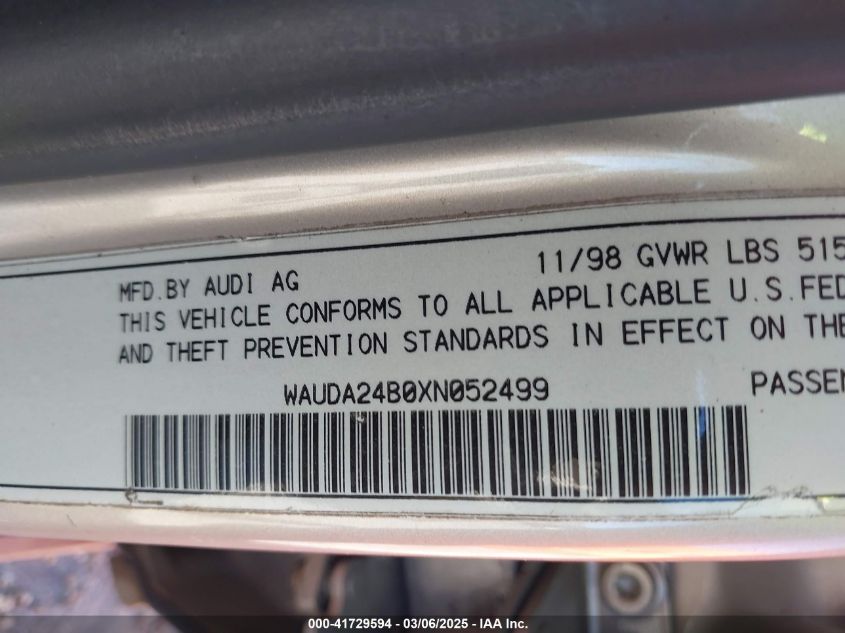 MFD.BY AUDI AG 11/98 GVWR LBS 515
THIS VEHICLE CONFORMS TO ALL APPLICABLE U.S.FED
AND THEFT PREVENTION STANDARDS IN EFFECT ON THE
WAUDA24B0XN052499 PASSEN
000-41729594 - 03/06/2025 - IAA Inc.